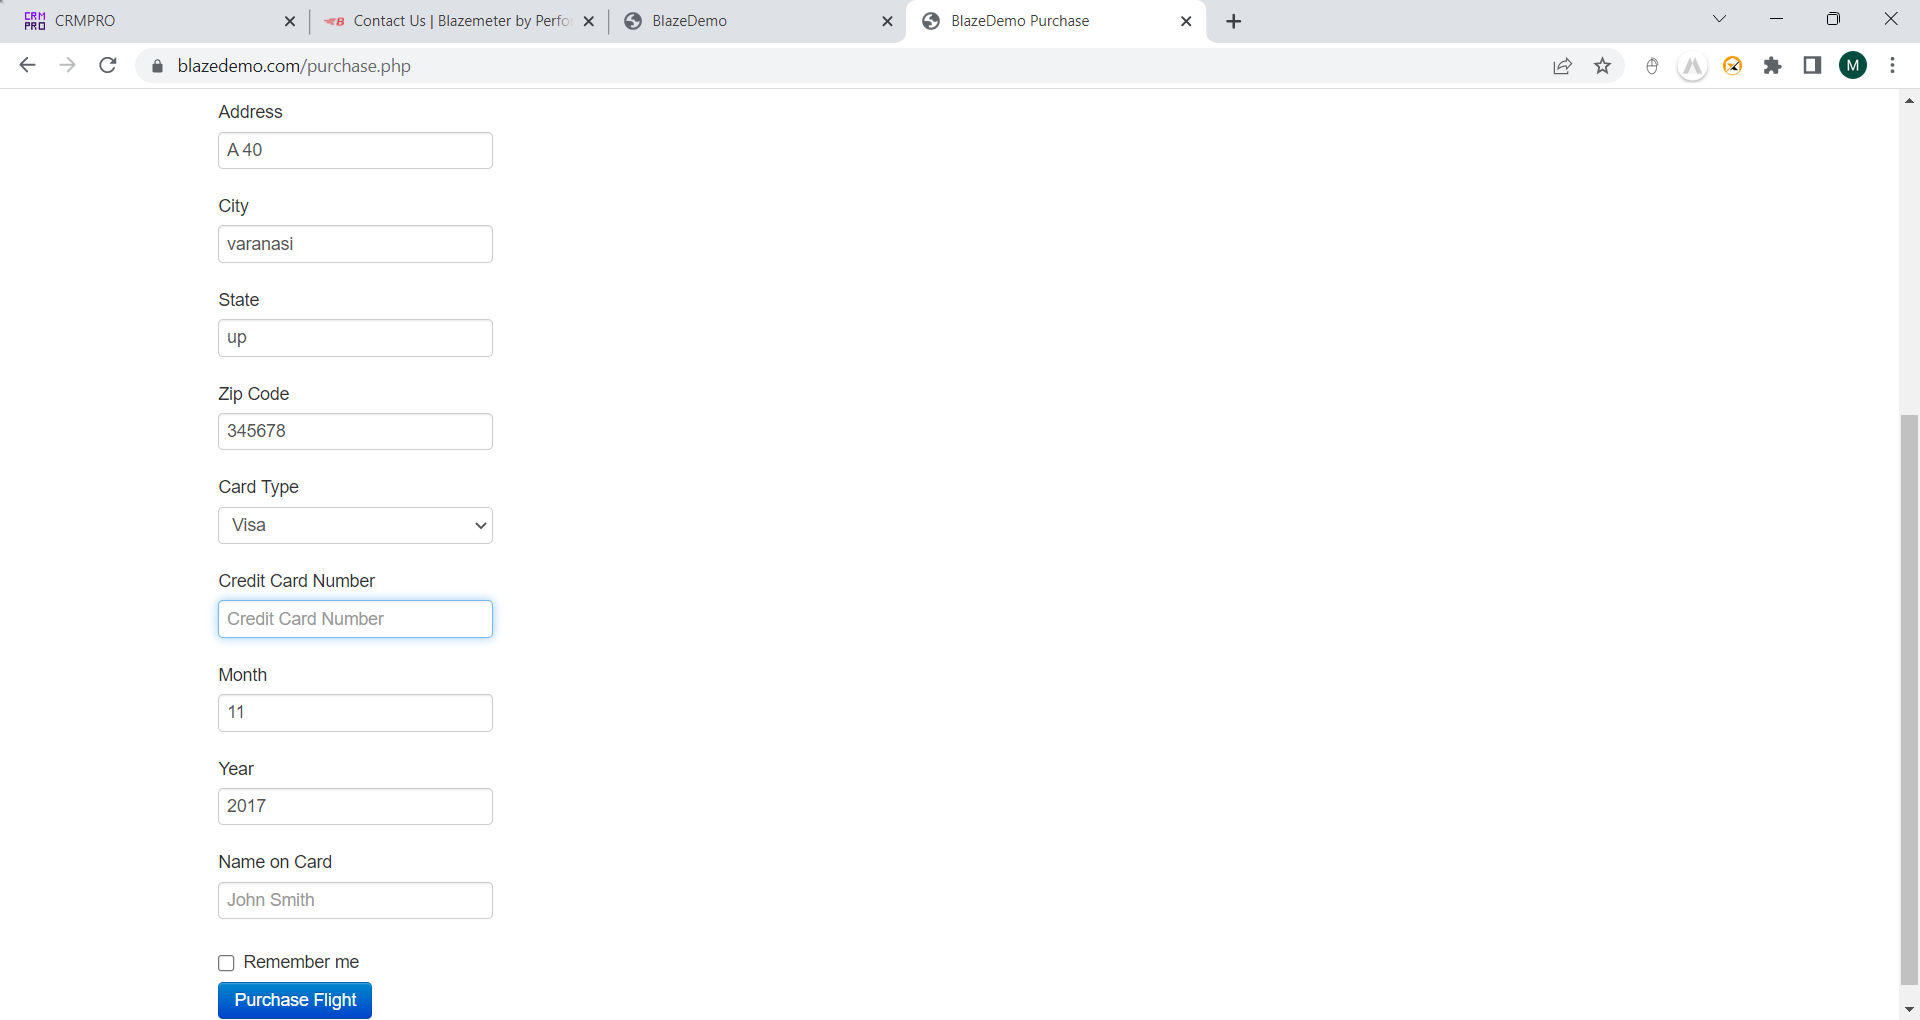 CRM
PRO
CRMPRO
B
Contact Us | Blazemeter by Perfo
BlazeDemo
BlazeDemo Purchase
blazedemo.com/purchase.php
M
Address
A 40
City
varanasi
State
up
Zip Code
345678
Card Type
Visa
Credit Card Number
Credit Card Number
Month
11
Year
2017
Name on Card
John Smith
Remember me
Purchase Flight